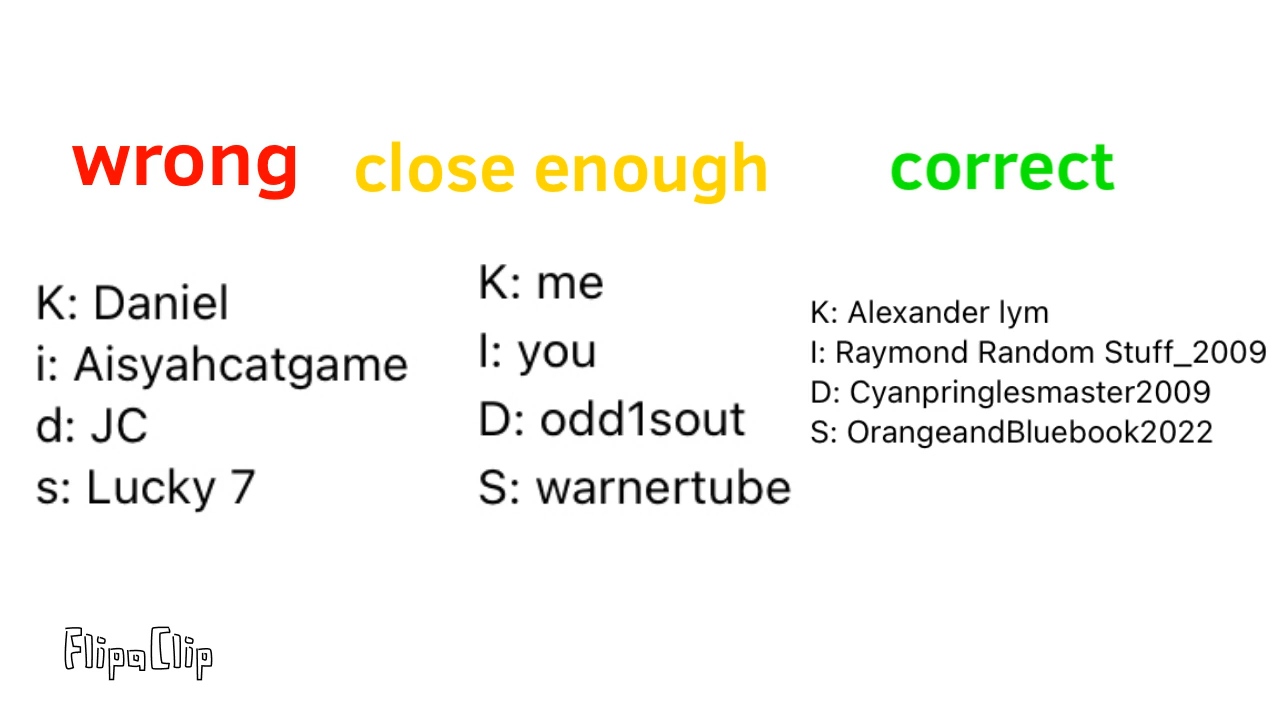 wrong
close enough
correct
K: Daniel
i: Aisyahcatgame
d: JC
s: Lucky 7
K: me
I: you
D: odd1sout
S: warnertube
K: Alexander lym
I: Raymond Random Stuff_2009
D: Cyanpringlesmaster2009
S: OrangeandBluebook2022
FlipaClip